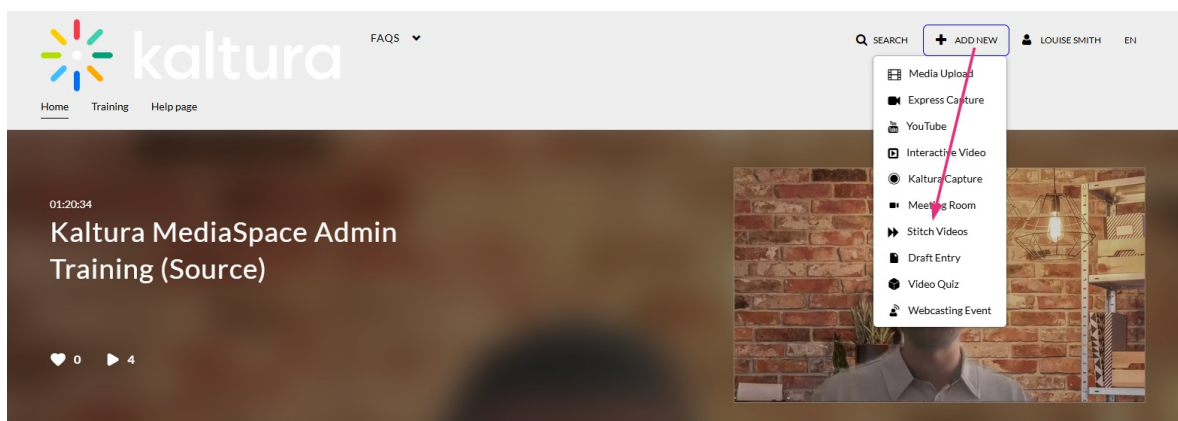 kaltura
FAQS
SEARCH
ADD NEW
LOUISE SMITH
EN
Home
Training
Help page
Media Upload
Express Capture
You
Tube
YouTube
Interactive Video
Kaltura Capture
Meeting Room
Stitch Videos
Draft Entry
Video Quiz
Webcasting Event
01:20:34
Kaltura MediaSpace Admin
Training (Source)
0
4